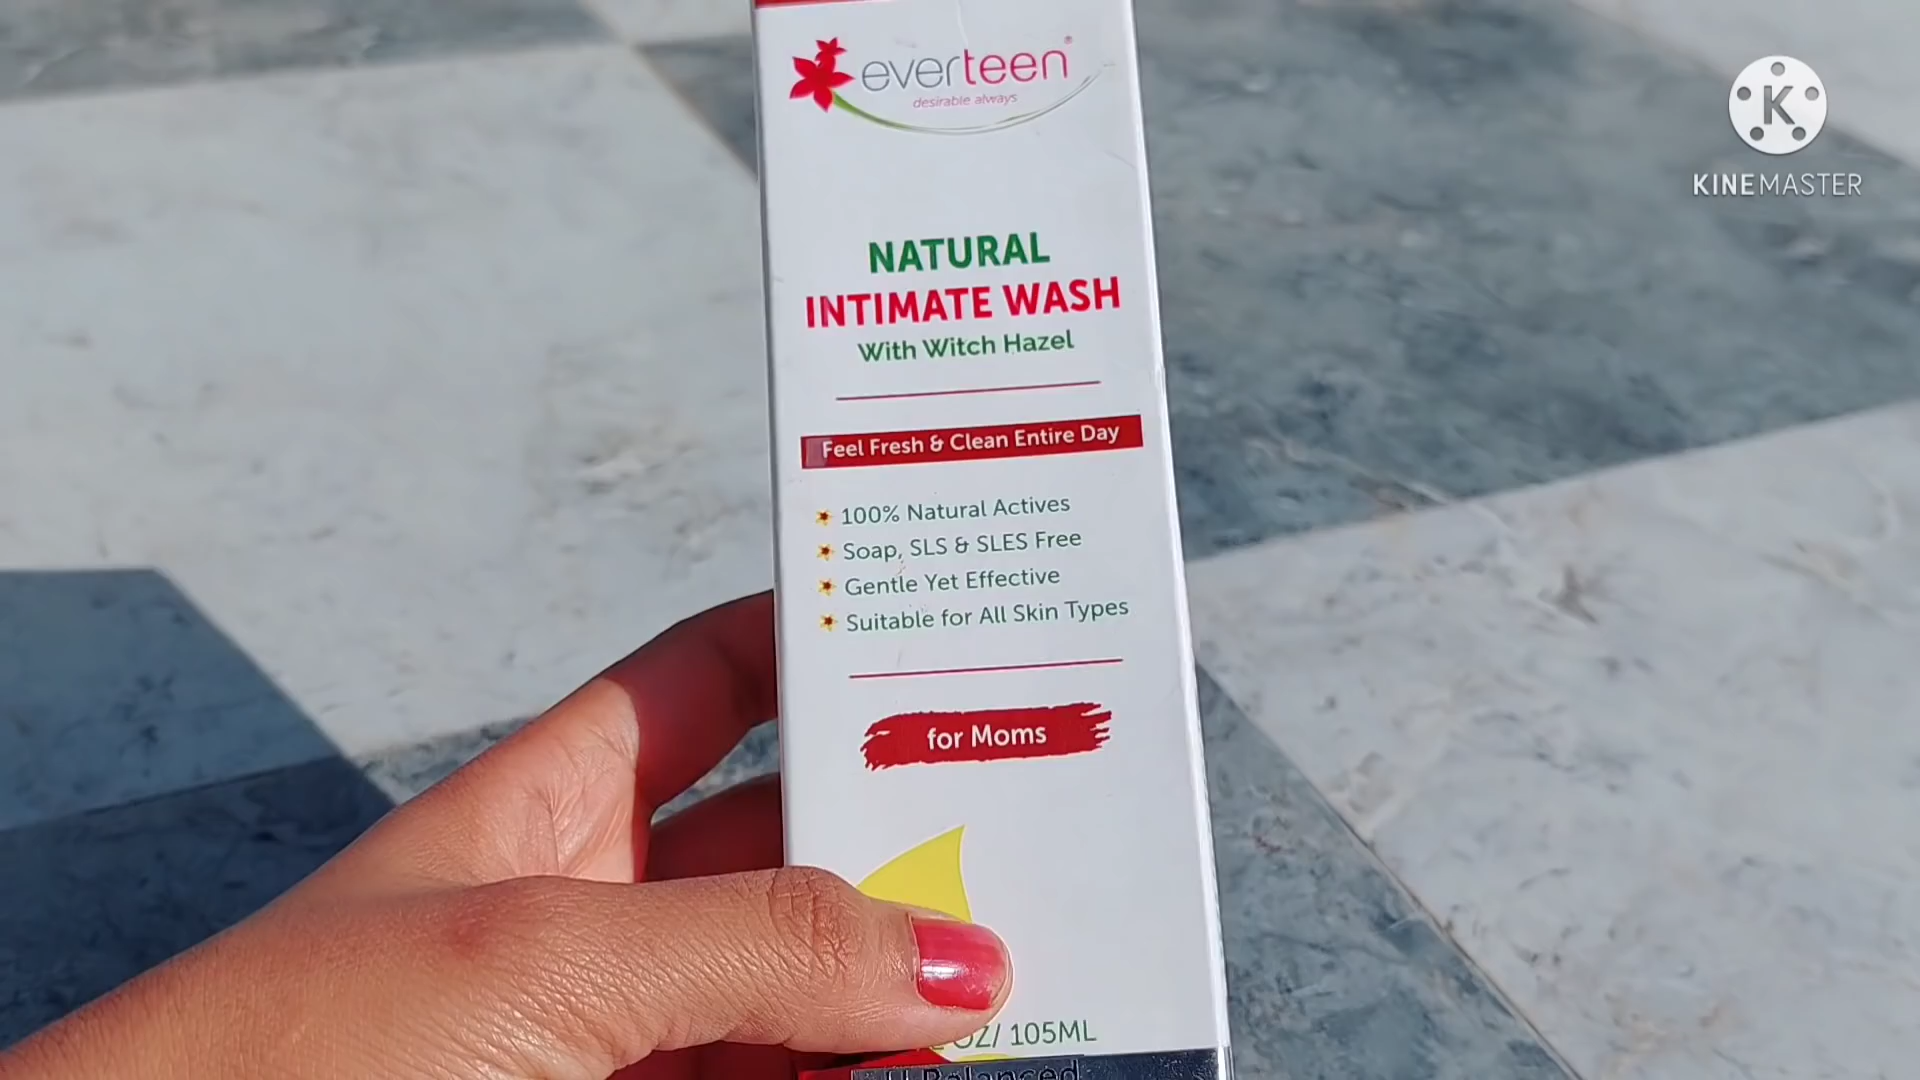 everteen®
desirable always
NATURAL
INTIMATE WASH
With Witch Hazel
Feel Fresh & Clean Entire Day
100% Natural Actives
Soap, SLS & SLES Free
Gentle Yet Effective
Suitable for All Skin Types
for Moms
OZ/ 105ML
Balanced
K
KINEMASTER